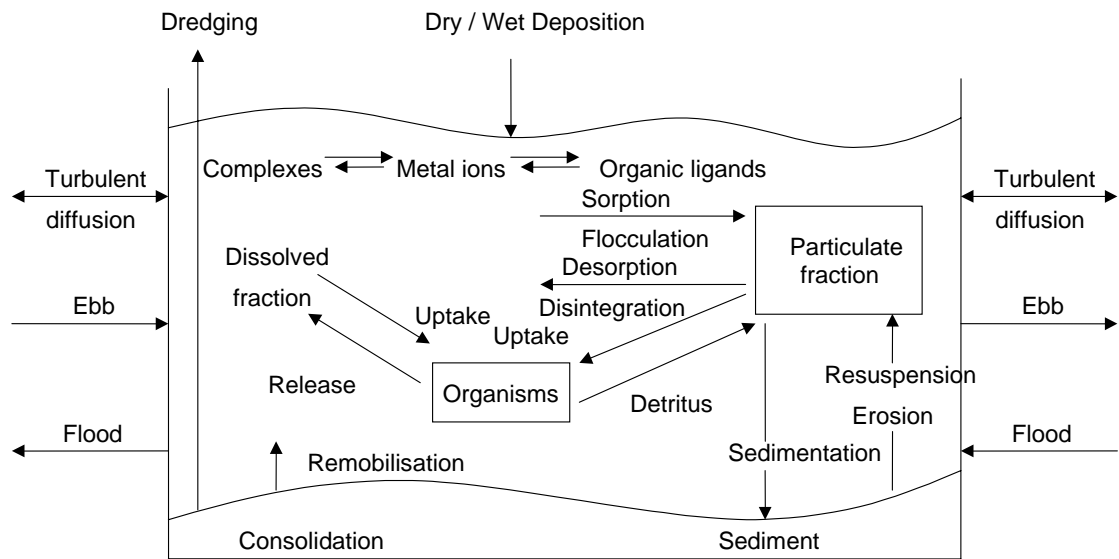 Dredging
Dry / Wet Deposition
Complexes
Metal ions
Organic ligands
Turbulent
diffusion
Turbulent
diffusion
Sorption
Flocculation
Desorption
Disintegration
Particulate
fraction
Dissolved
fraction
Ebb
Ebb
Uptake
Uptake
Release
Organisms
Detritus
Resuspension
Erosion
Flood
Flood
Remobilisation
Sedimentation
Consolidation
Sediment